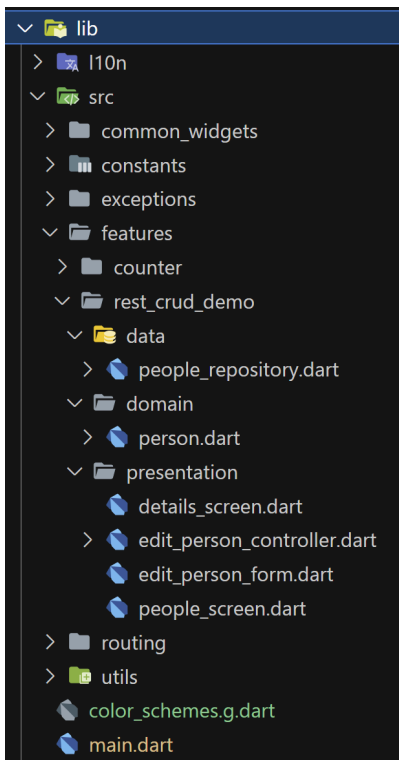 lib
l10n
src
common_widgets
constants
exceptions
features
counter
rest_crud_demo
data
people_repository.dart
domain
person.dart
presentation
details_screen.dart
edit_person_controller.dart
edit_person_form.dart
people_screen.dart
routing
utils
color_schemes.g.dart
main.dart